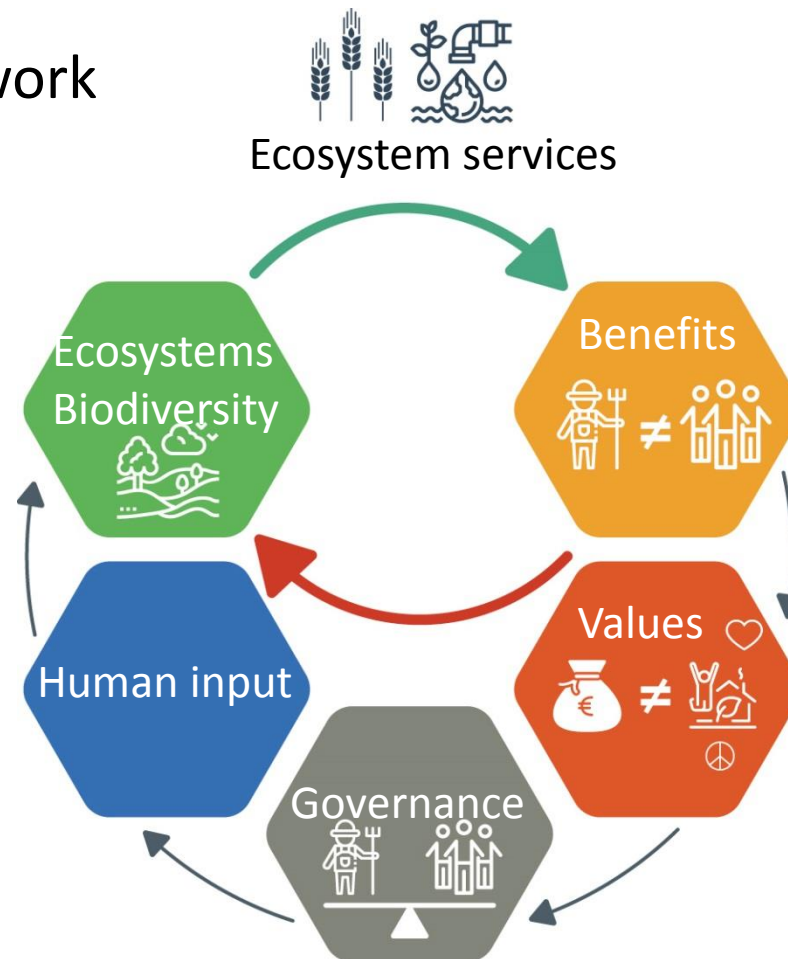 work
Ecosystem services
Ecosystems
Biodiversity
Benefits
≠
Values
€ ≠
Human input
Governance